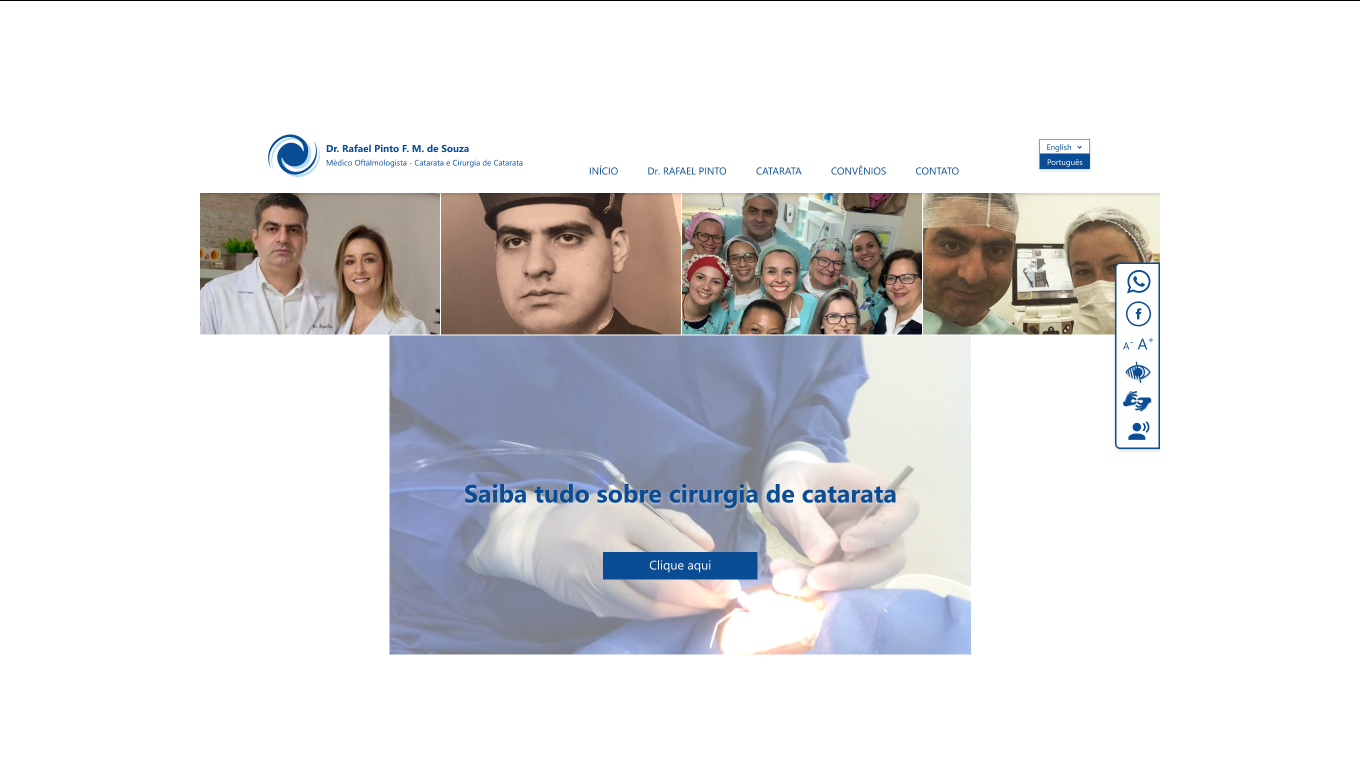 Dr. Rafael Pinto F. M. de Souza
Médico Oftalmologista - Catarata e Cirurgia de Catarata
INÍCIO
Dr. RAFAEL PINTO
CATARATA
CONVÊNIOS
CONTATO
English
Português
A- A+
Saiba tudo sobre cirurgia de catarata
Clique aqui